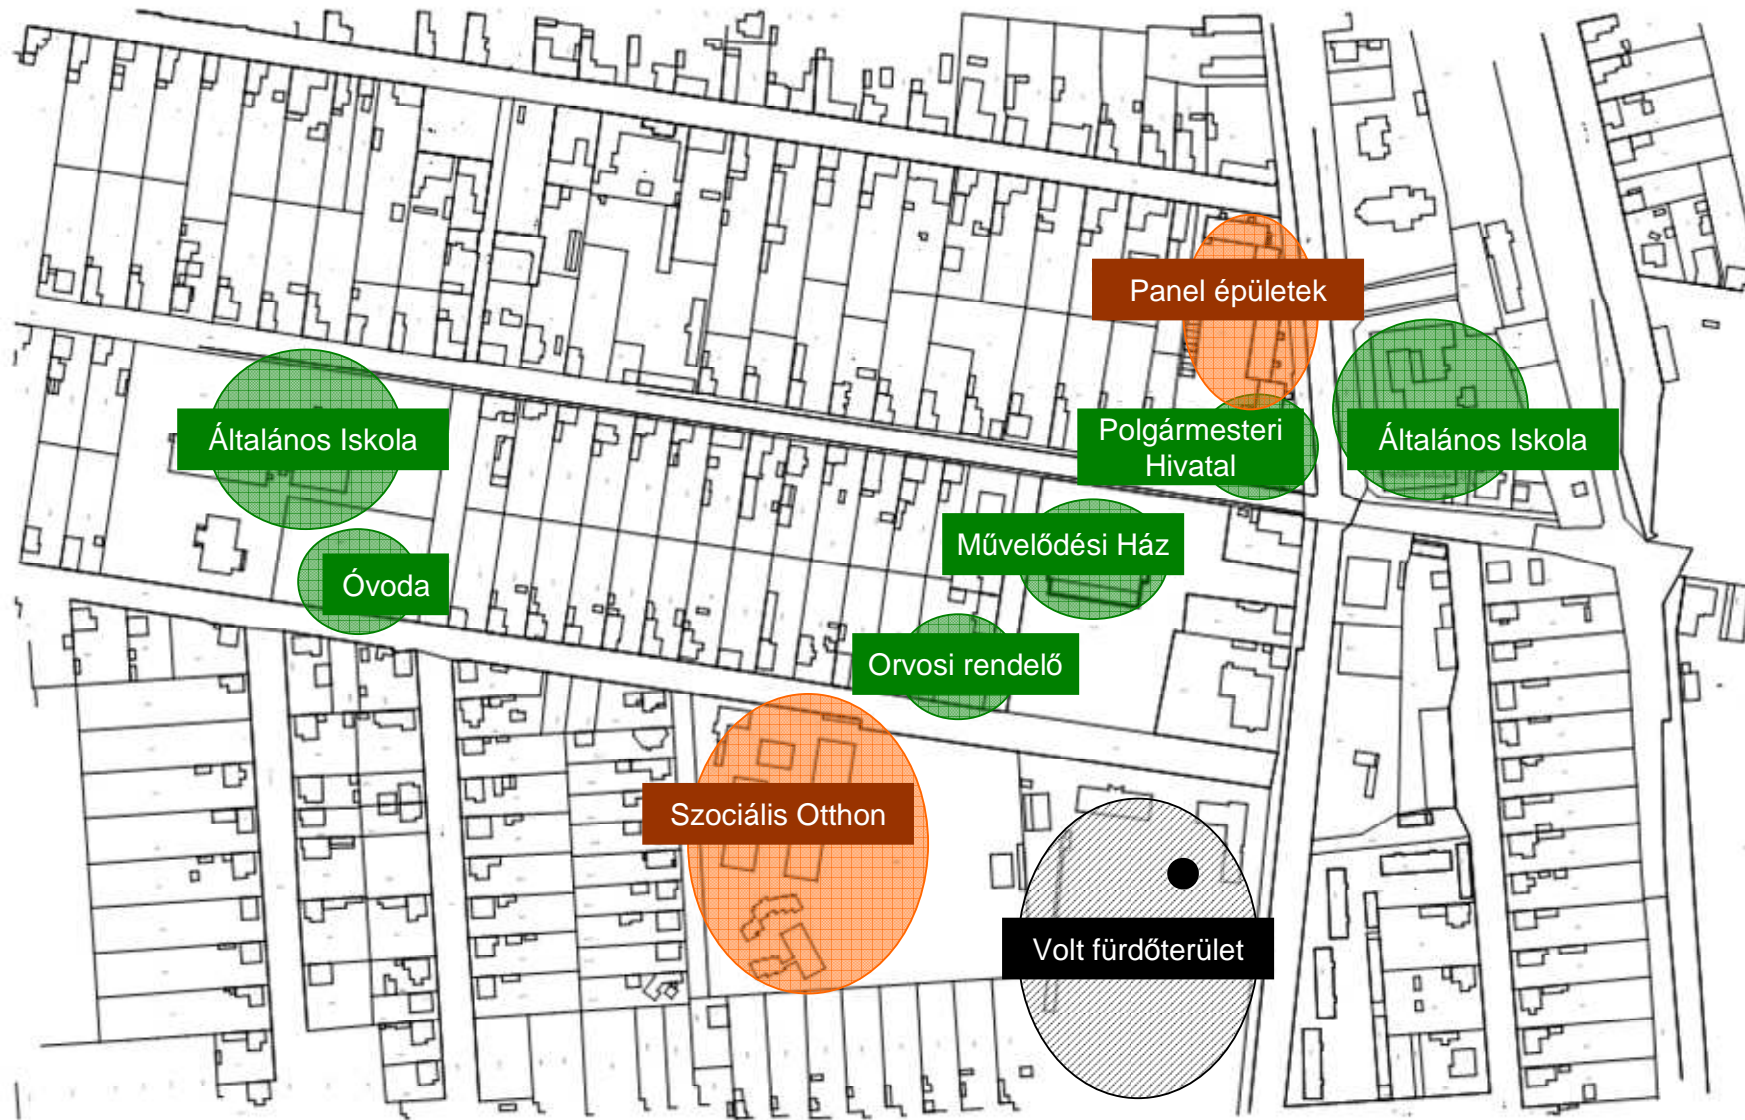 Panel épületek
Általános Iskola
Polgármesteri
Hivatal
Általános Iskola
Művelődési Ház
Óvoda
Orvosi rendelő
Szociális Otthon
Volt fürdőterület